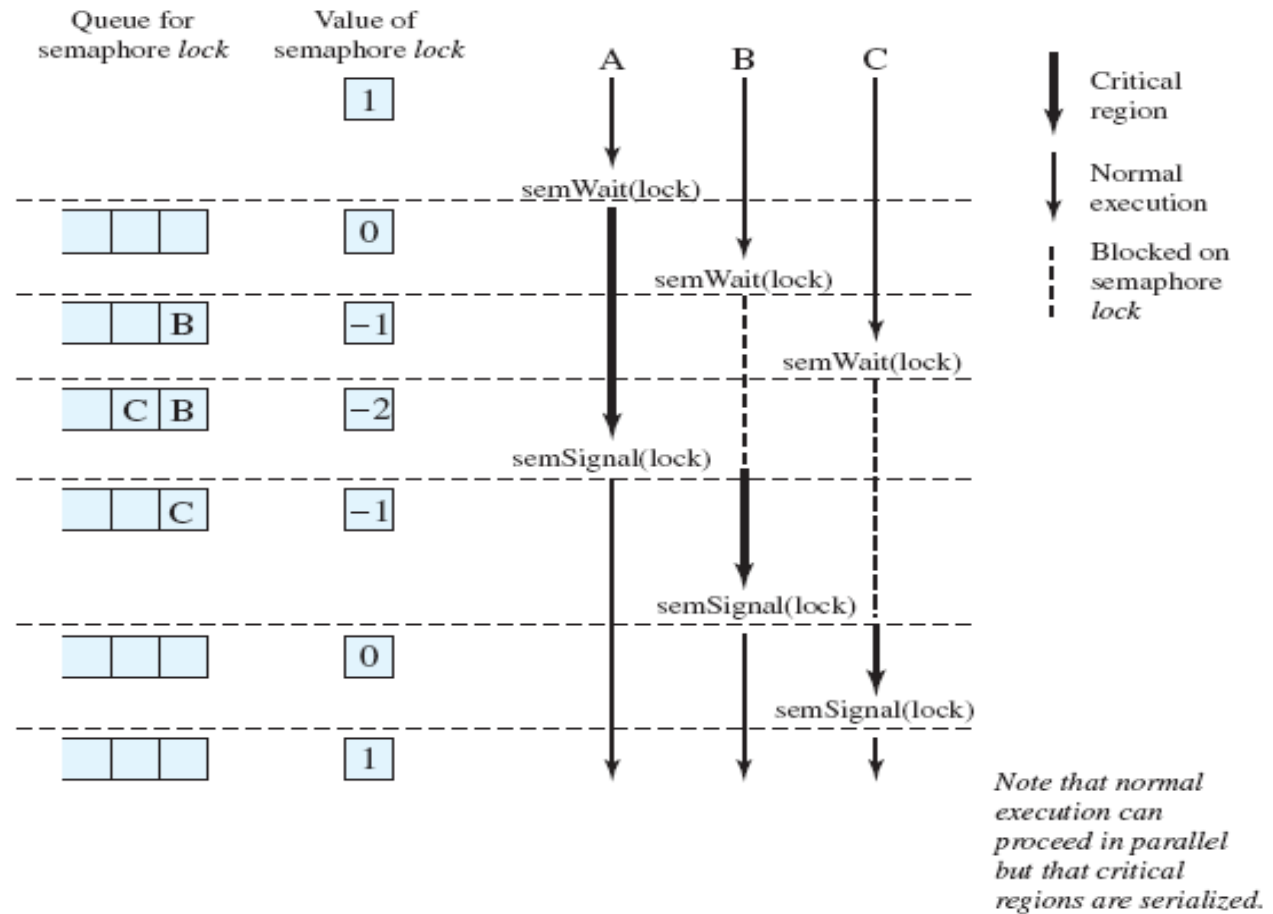 Queue for
semaphore lock
Value of
semaphore lock
A
B
C
1
Critical
region
Normal
execution
semWait(lock)
0
semWait(lock)
Blocked on
semaphore
lock
B
−1
semWait(lock)
C B
−2
semSignal(lock)
C
−1
semSignal(lock)
0
semSignal(lock)
1
Note that normal
execution can
proceed in parallel
but that critical
regions are serialized.